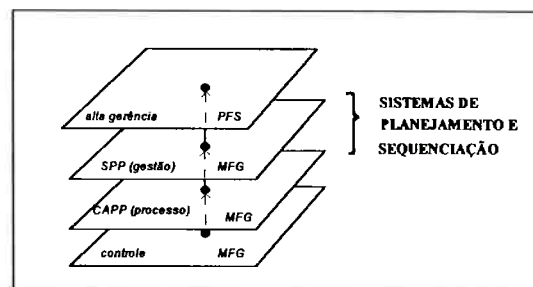 alta gerência PFS
SISTEMAS DE
PLANEJAMENTO E
SEQUENCIAÇÃO
SPP (gestão) MFG
CAPP (processo) MFG
controle MFG